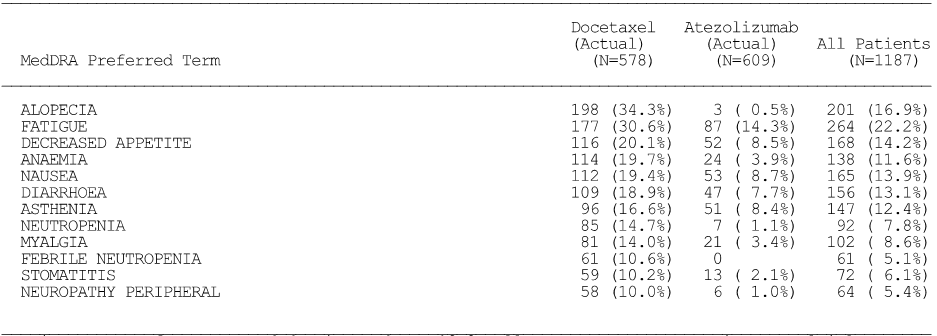 Docetaxel Atezolizumab
(Actual) (Actual) All Patients
MedDRA Preferred Term (N=578) (N=609) (N=1187)
ALOPECIA 198 (34.3%) 3 ( 0.5%) 201 (16.9%)
FATIGUE 177 (30.6%) 87 (14.3%) 264 (22.2%)
DECREASED APPETITE 116 (20.1%) 52 ( 8.5%) 168 (14.2%)
ANAEMIA 114 (19.7%) 24 ( 3.9%) 138 (11.6%)
NAUSEA 112 (19.4%) 53 ( 8.7%) 165 (13.9%)
DIARRHOEA 109 (18.9%) 47 ( 7.7%) 156 (13.1%)
ASTHENIA 96 (16.6%) 51 ( 8.4%) 147 (12.4%)
NEUTROPENIA 85 (14.7%) 7 ( 1.1%) 92 ( 7.8%)
MYALGIA 81 (14.0%) 21 ( 3.4%) 102 ( 8.6%)
FEBRILE NEUTROPENIA 61 (10.6%) 0 61 ( 5.1%)
STOMATITIS 59 (10.2%) 13 ( 2.1%) 72 ( 6.1%)
NEUROPATHY PERIPHERAL 58 (10.0%) 6 ( 1.0%) 64 ( 5.4%)